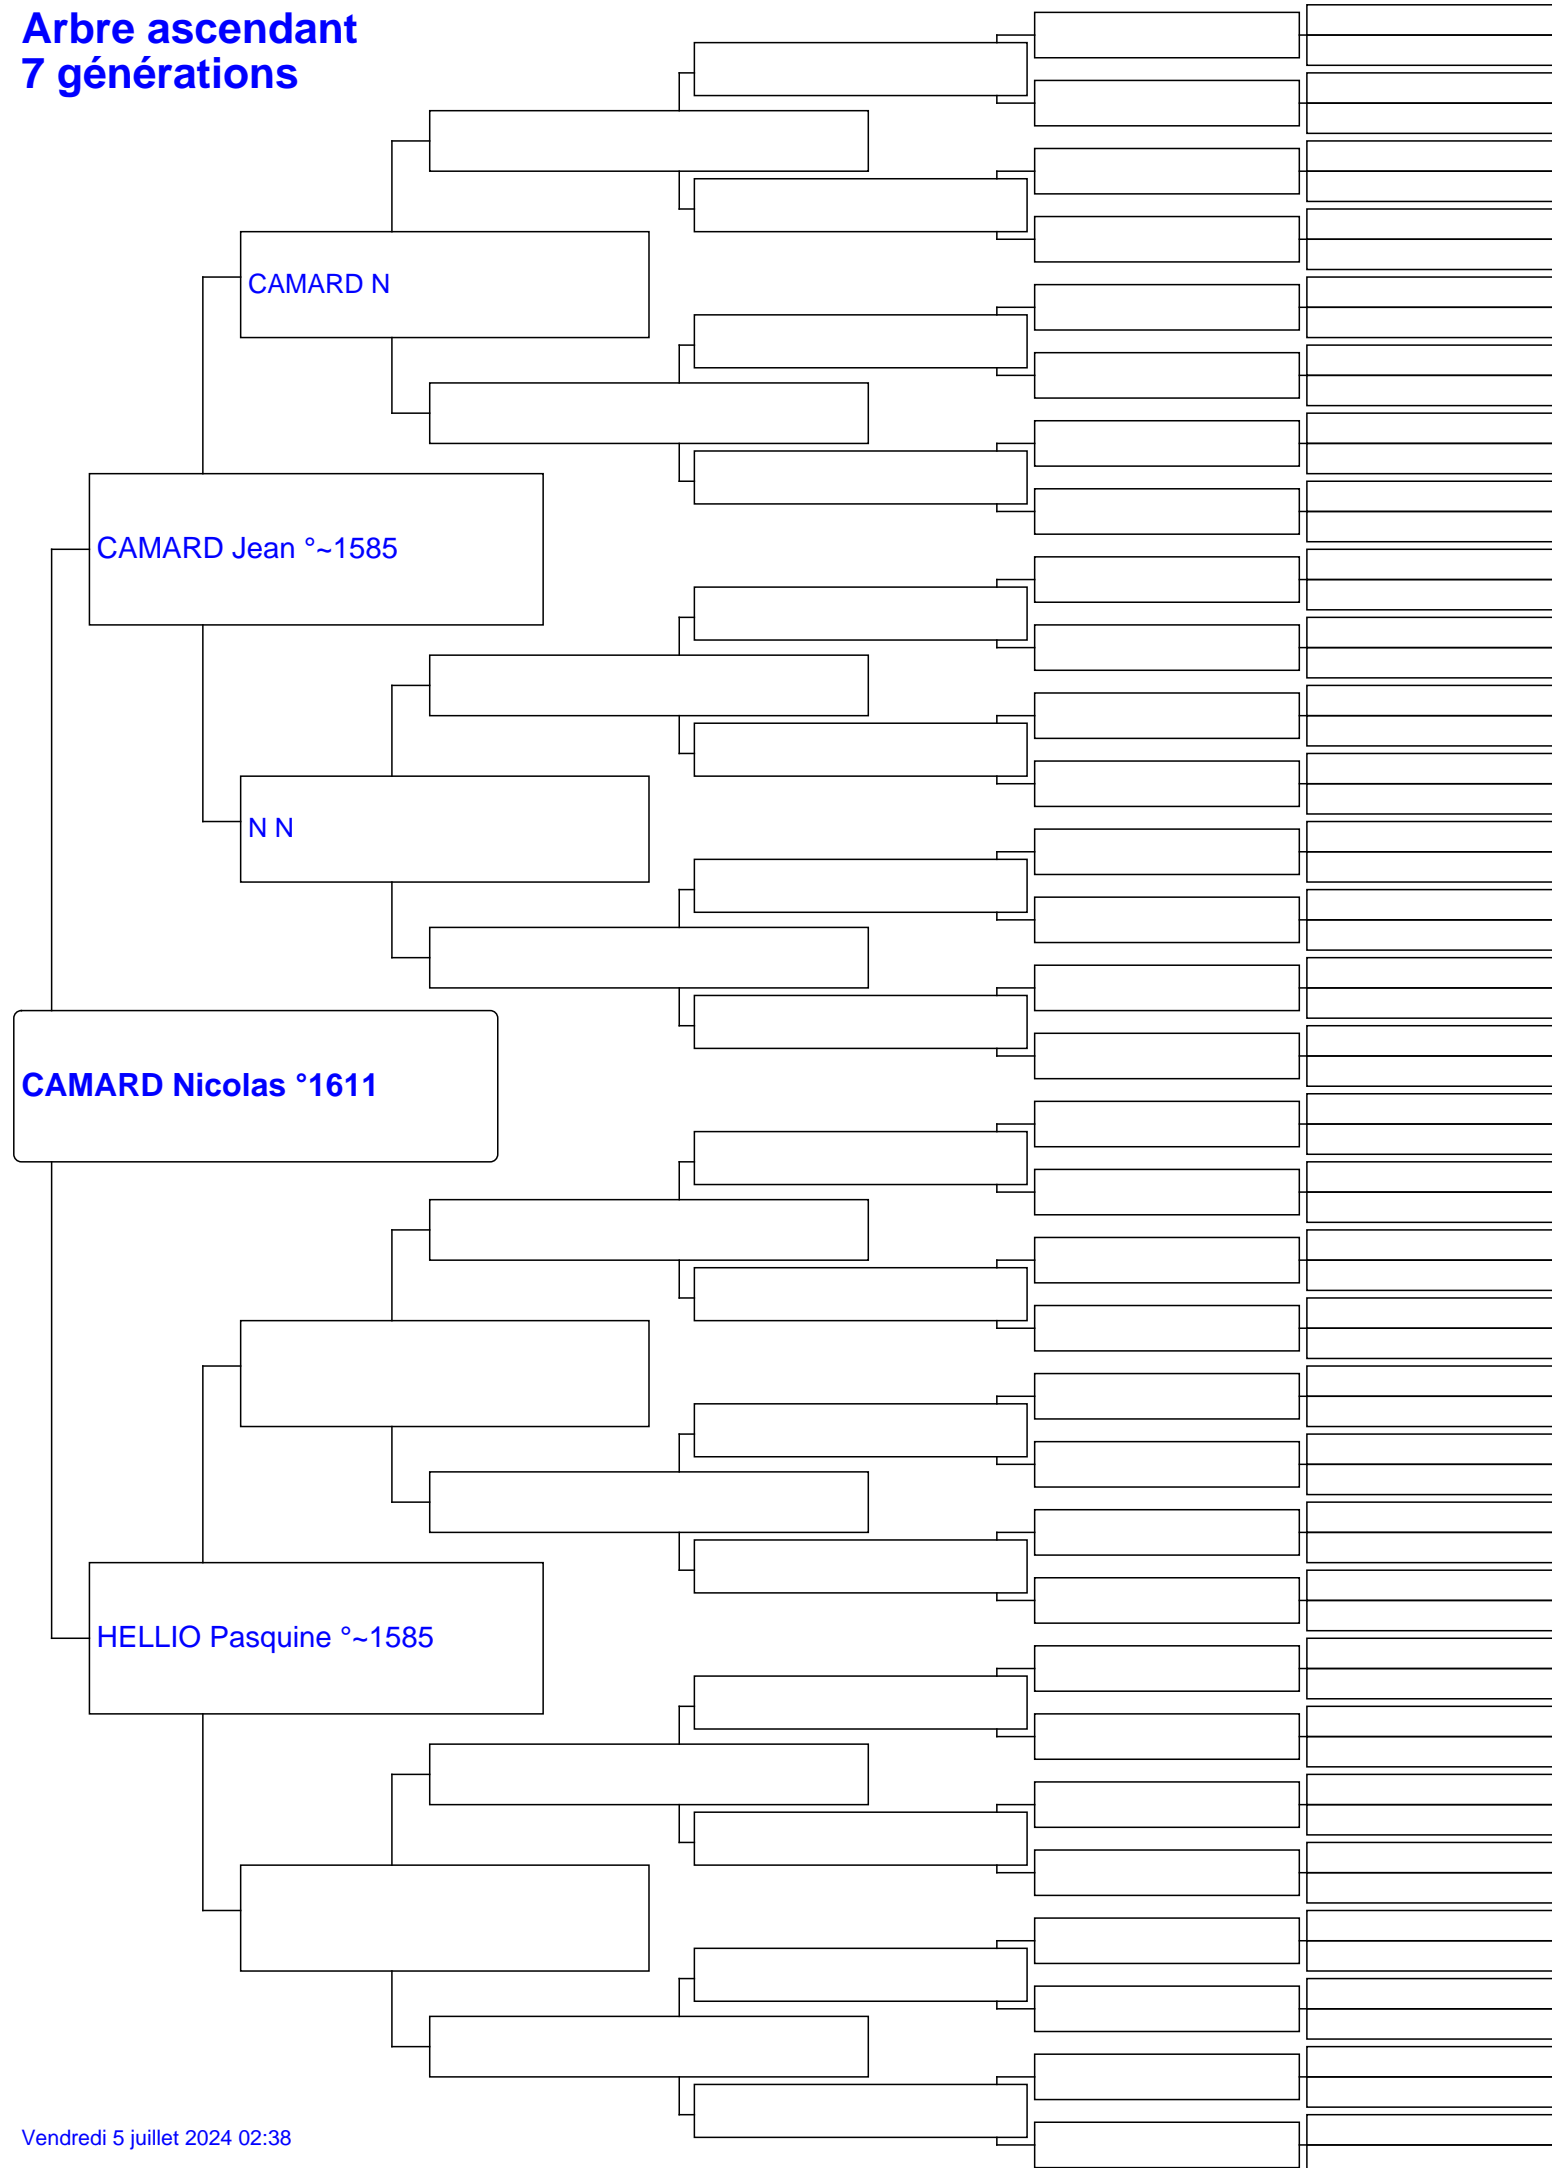 Arbre ascendant
7 générations
CAMARD N
CAMARD Jean °~1585
N N
CAMARD Nicolas °1611
HELLIO Pasquine °~1585
Vendredi 5 juillet 2024 02:38